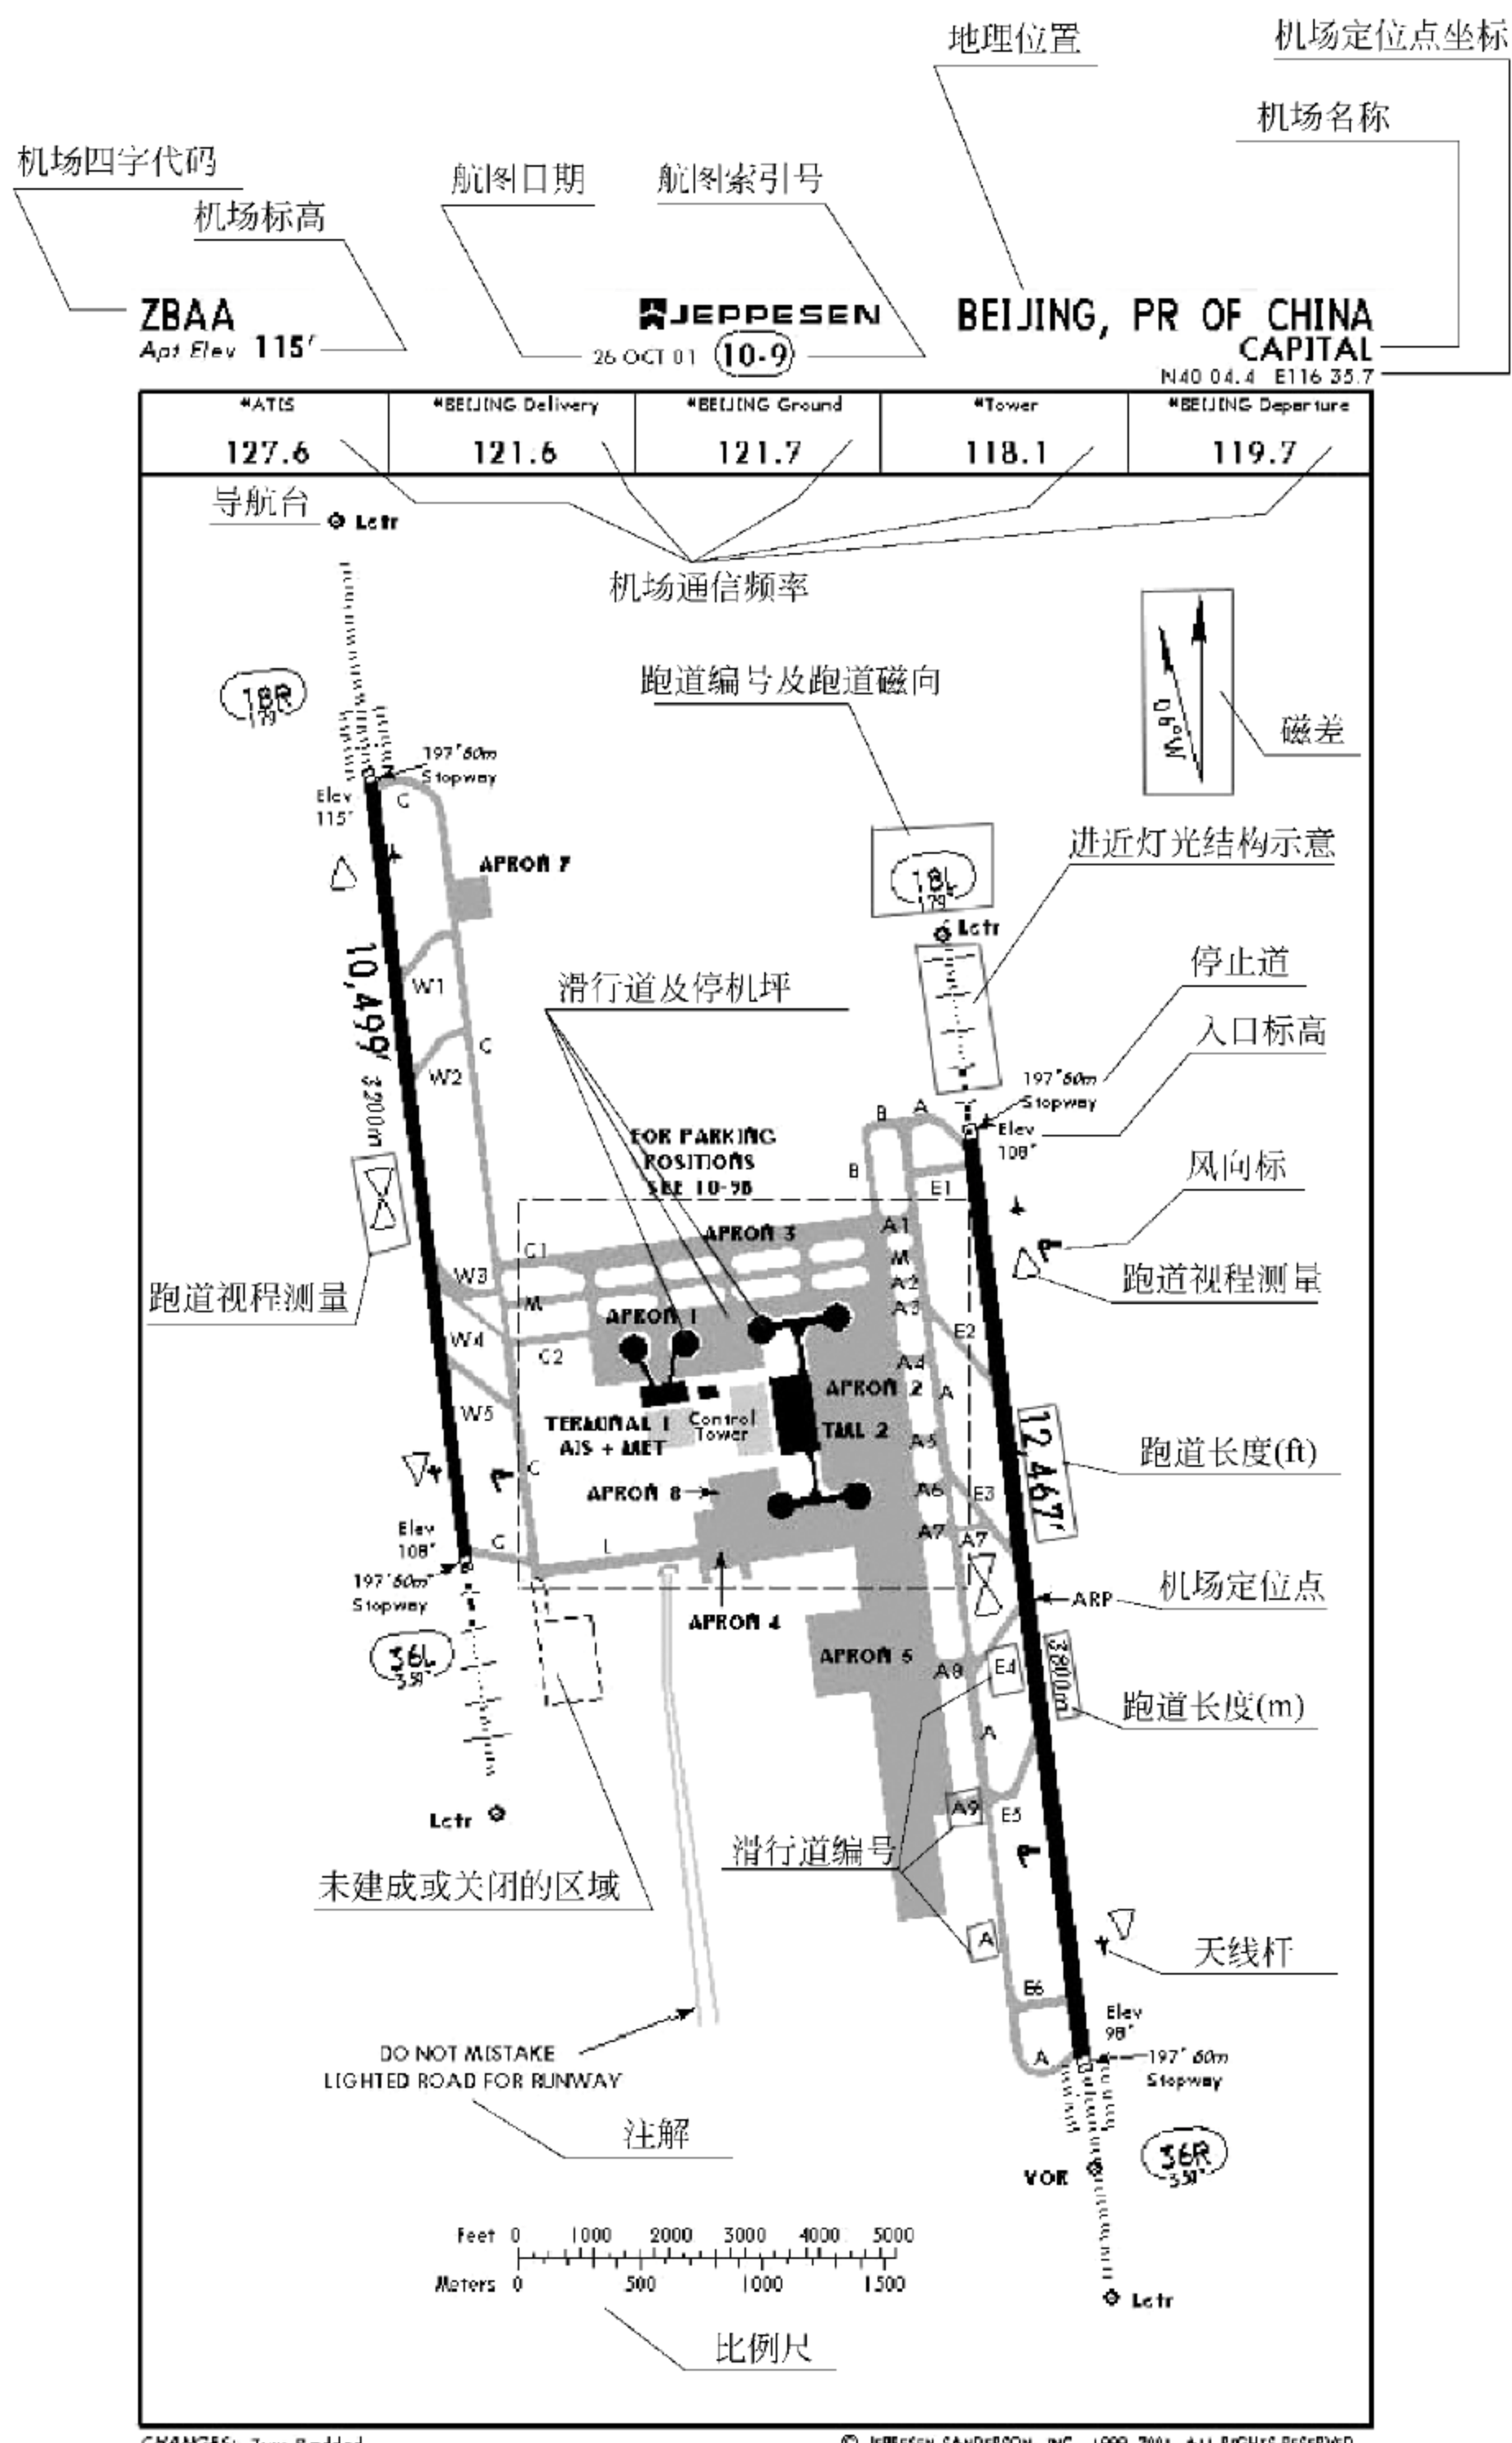 地理位置
机场定位点坐标
机场名称
机场四字代码
航图日期
航图索引号
机场标高
ZBAA
JEPPESEN
BEIJING, PR OF CHINA
Apt Elev 115'
26 OCT 01
10-9
CAPITAL
N40 04.4 E116 35.7
*ATIS
*BEIJING Delivery
*BEIJING Ground
*Tower
*BEIJING Departure
127.6
121.6
121.7
118.1
119.7
导航台
Lctr
机场通信频率
跑道编号及跑道磁向
18R
179°
磁差
197' 60m
Stopway
Elev
115'
C
进近灯光结构示意
APRON 7
18L
179°
Lctr
停止道
滑行道及停机坪
10,499'
W1
入口标高
C
W2
3200m
197' 60m
Stopway
B
A
Elev
108'
FOR PARKING
POSITIONS
SEE 10-9B
风向标
B
E1
A1
APRON 3
C1
M
跑道视程测量
W3
A2
跑道视程测量
M
A3
APRON 1
E2
W4
C2
A4
APRON 2
A
W5
TERMINAL 1
AIS + MET
Control
Tower
TML 2
12,467'
跑道长度(ft)
A5
C
APRON 8
A6
E3
Elev
108'
A7
A7
C
L
197' 60m
Stopway
ARP
机场定位点
APRON 4
36L
359°
APRON 5
A8
E4
3800m
跑道长度(m)
A
A9
E5
Lctr
滑行道编号
未建成或关闭的区域
A
天线杆
E6
Elev
98'
DO NOT MISTAKE
LIGHTED ROAD FOR RUNWAY
A
197' 60m
Stopway
注解
36R
359°
VOR
Feet 0 1000 2000 3000 4000 5000
Meters 0 500 1000 1500
Lctr
比例尺